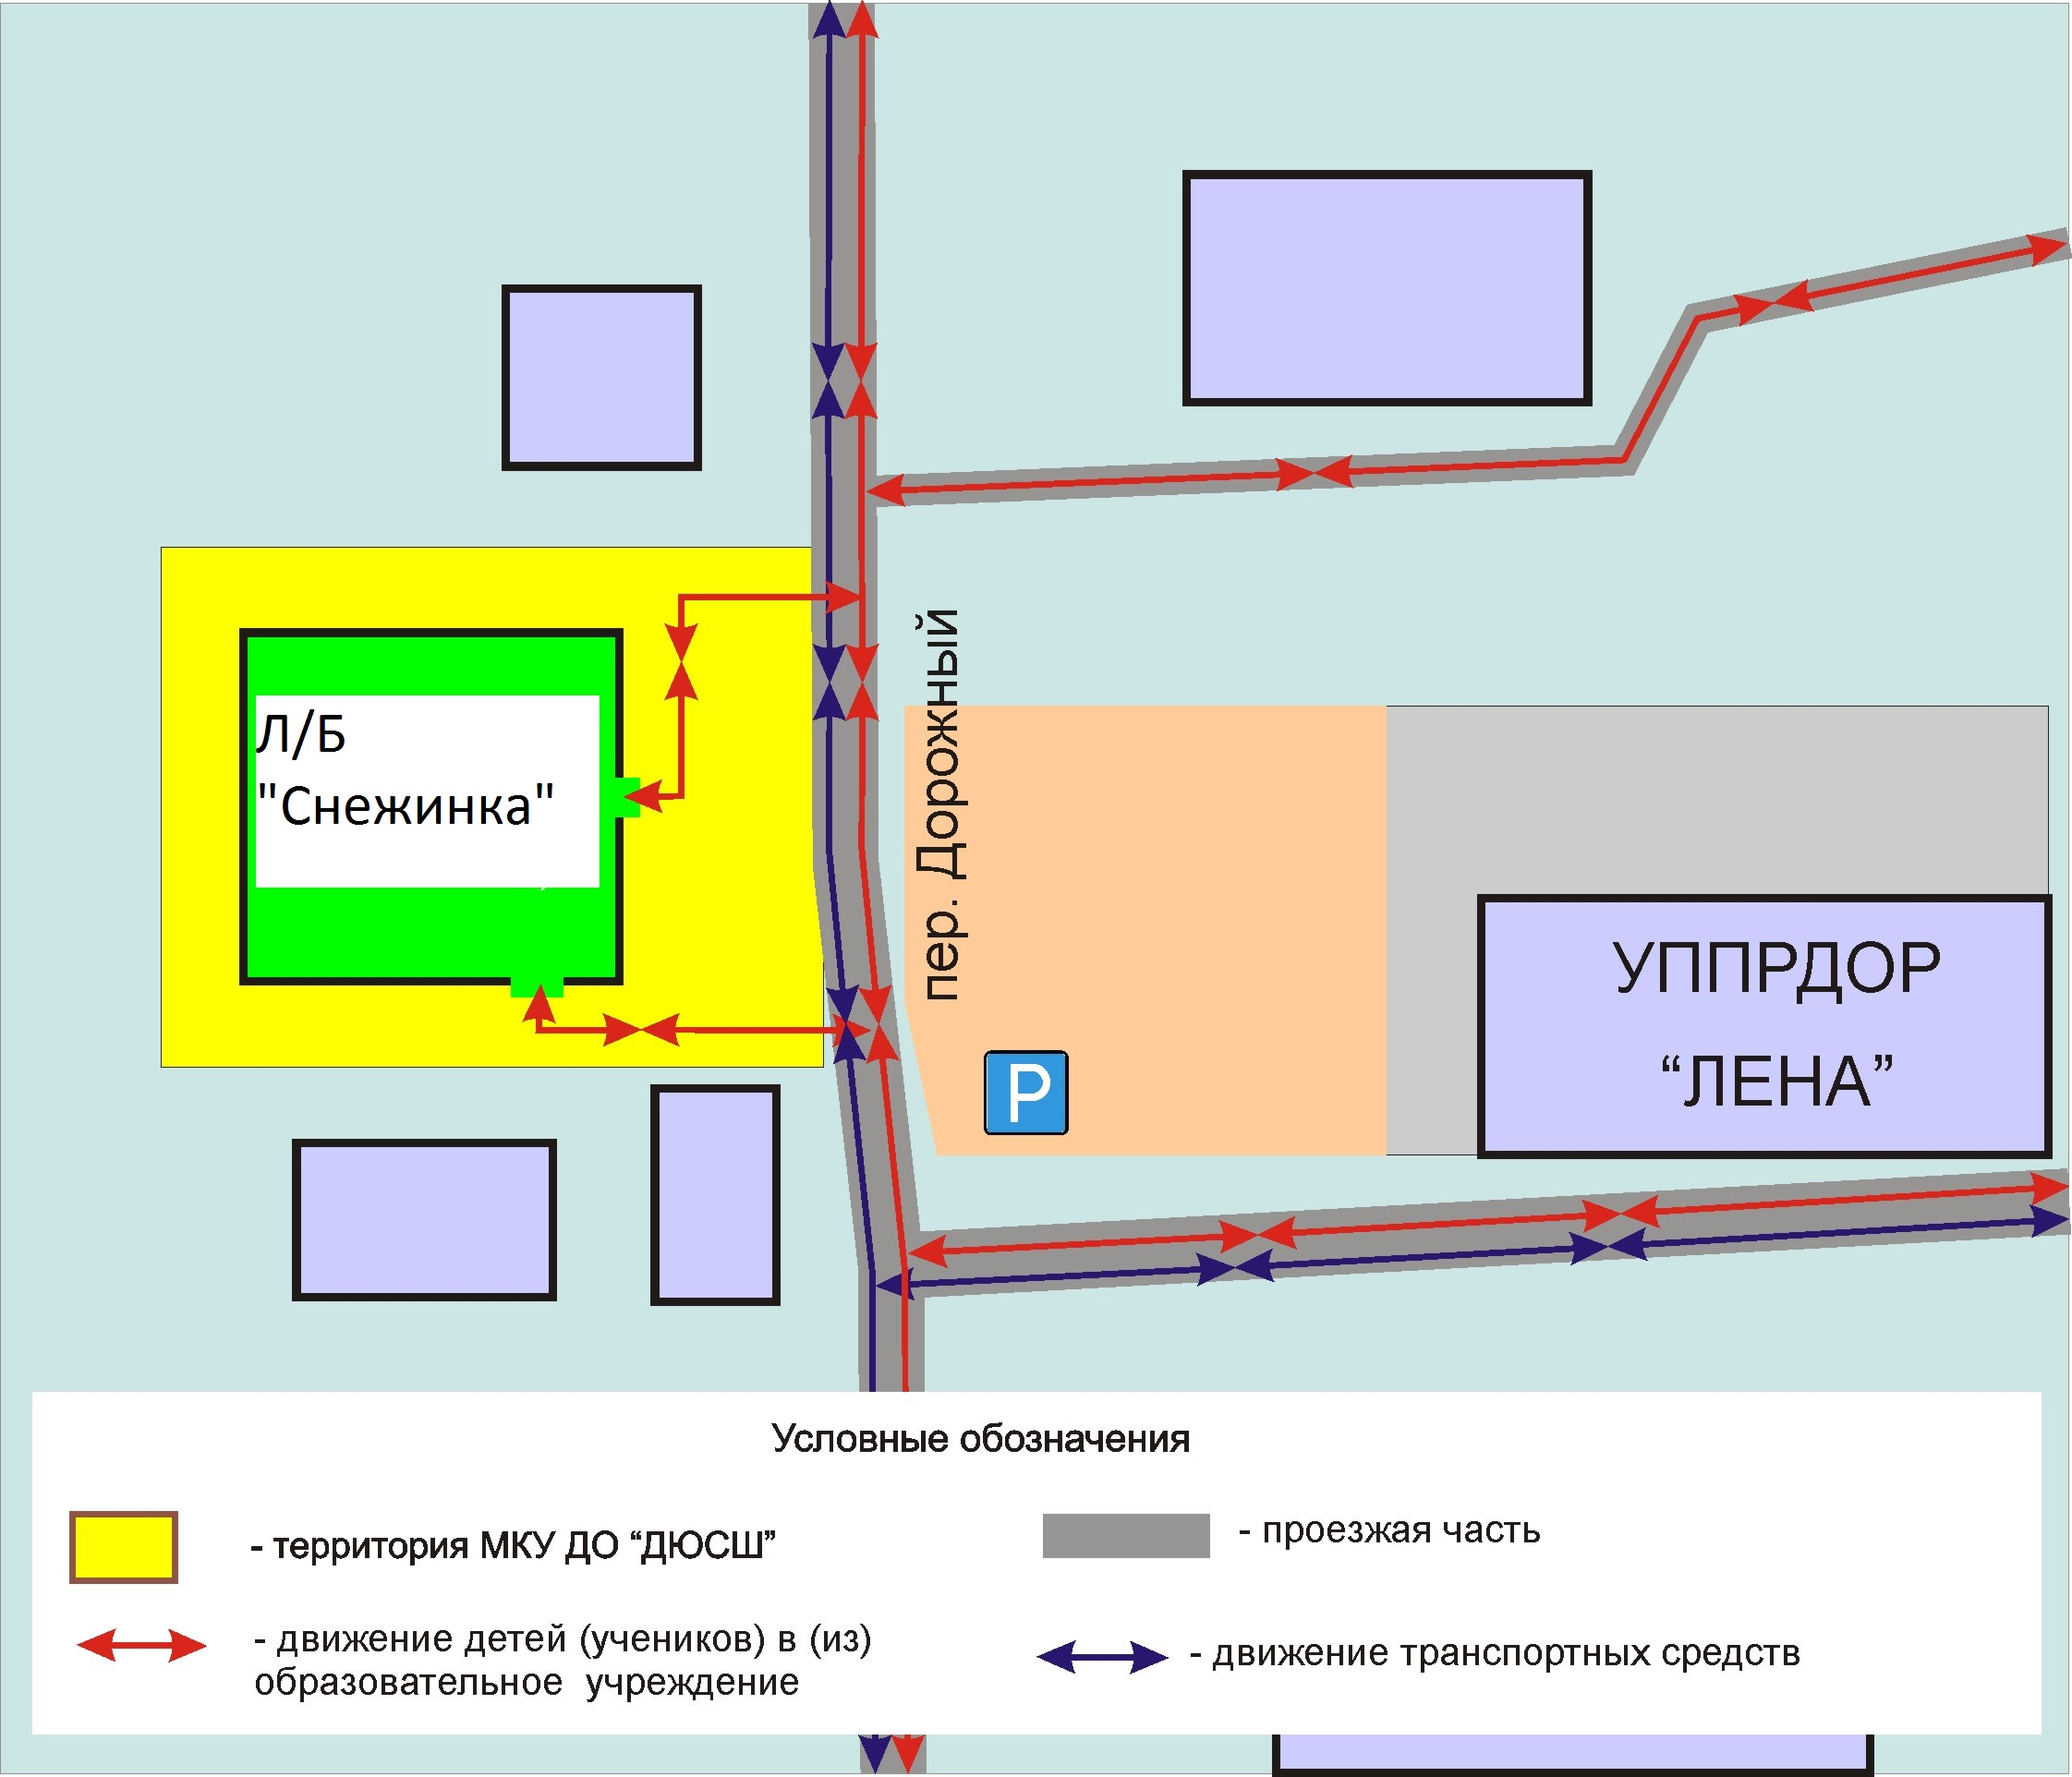 Л/Б
"Снежинка"
пер. Дорожный
УППРДОР
“ЛЕНА”
P
Условные обозначения
- территория МКУ ДО “ДЮСШ”
- проезжая часть
- движение детей (учеников) в (из)
образовательное учреждение
- движение транспортных средств